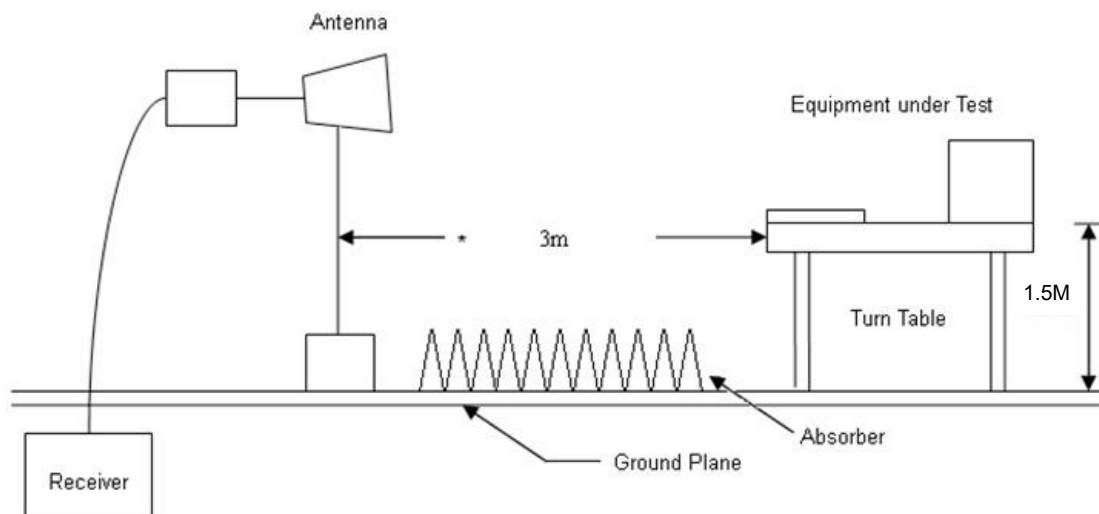 Antenna
Equipment under Test
* 3m
1.5M
Turn Table
Absorber
Ground Plane
Receiver